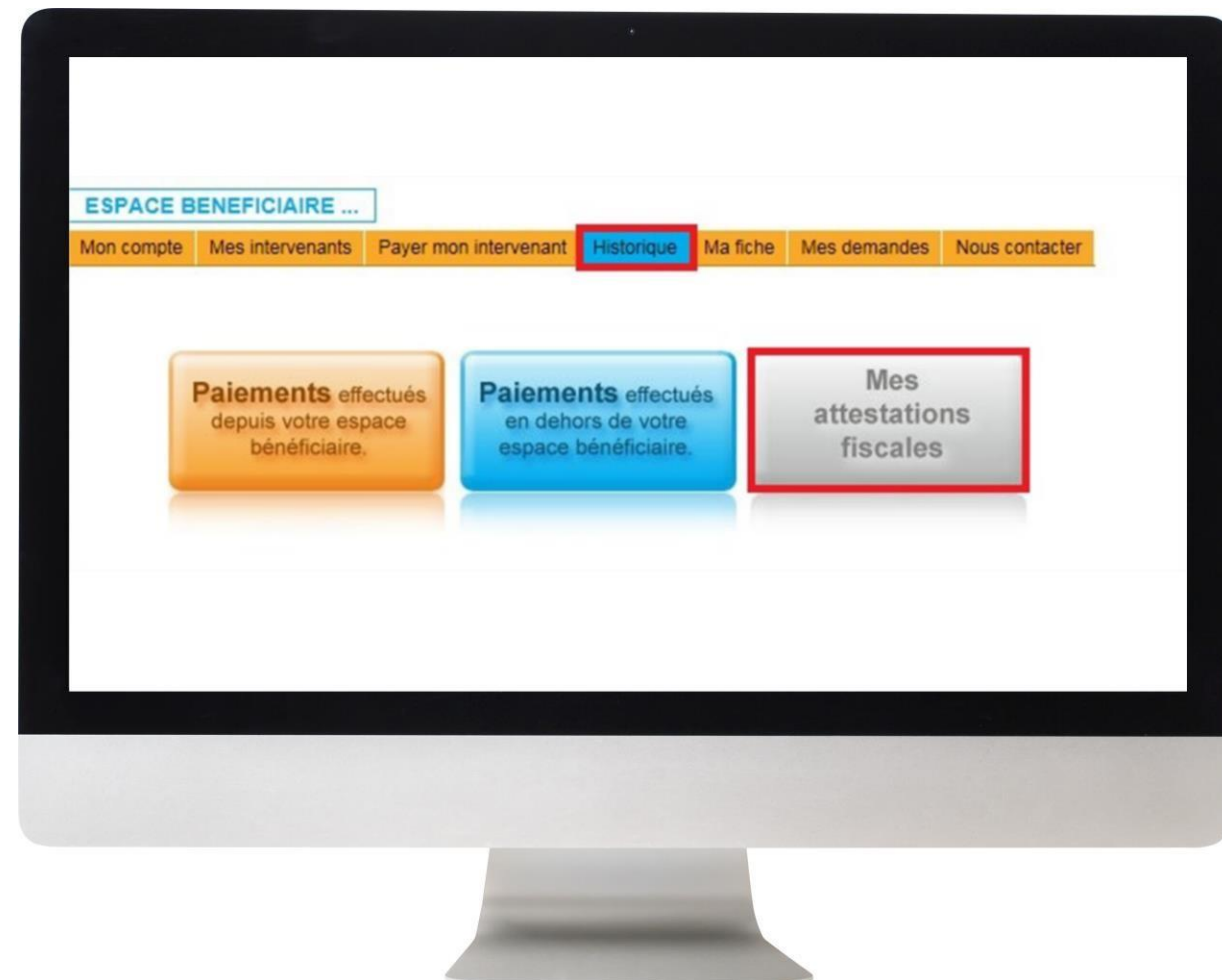 ESPACE BENEFICIAIRE ...
Mon compte Mes intervenants Payer mon intervenant Historique Ma fiche Mes demandes Nous contacter
Paiements effectués
depuis votre espace
bénéficiaire.
Paiements effectués
en dehors de votre
espace bénéficiaire.
Mes
attestations
fiscales